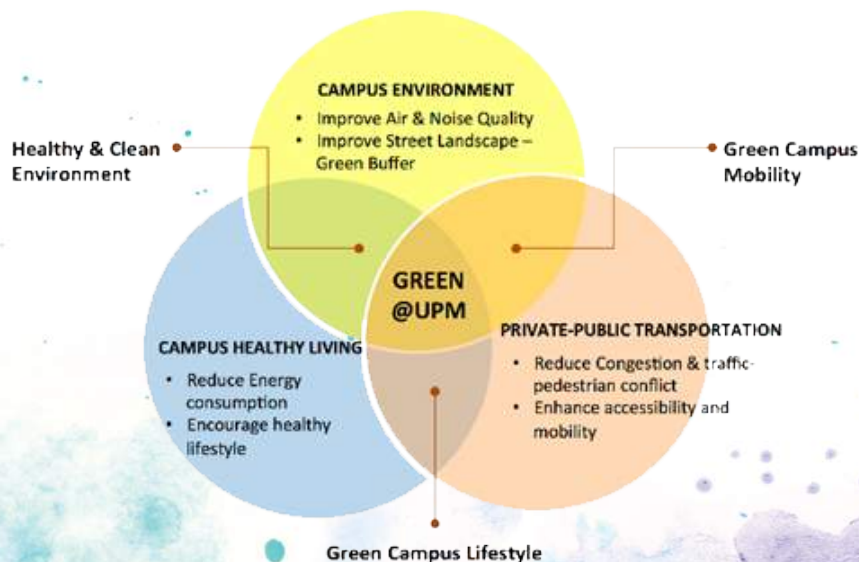 CAMPUS ENVIRONMENT
• Improve Air & Noise Quality
• Improve Street Landscape –
Green Buffer
Healthy & Clean
Environment
Green Campus
Mobility
GREEN
@UPM
CAMPUS HEALTHY LIVING
• Reduce Energy
consumption
• Encourage healthy
lifestyle
PRIVATE-PUBLIC TRANSPORTATION
• Reduce Congestion & traffic-
pedestrian conflict
• Enhance accessibility and
mobility
Green Campus Lifestyle